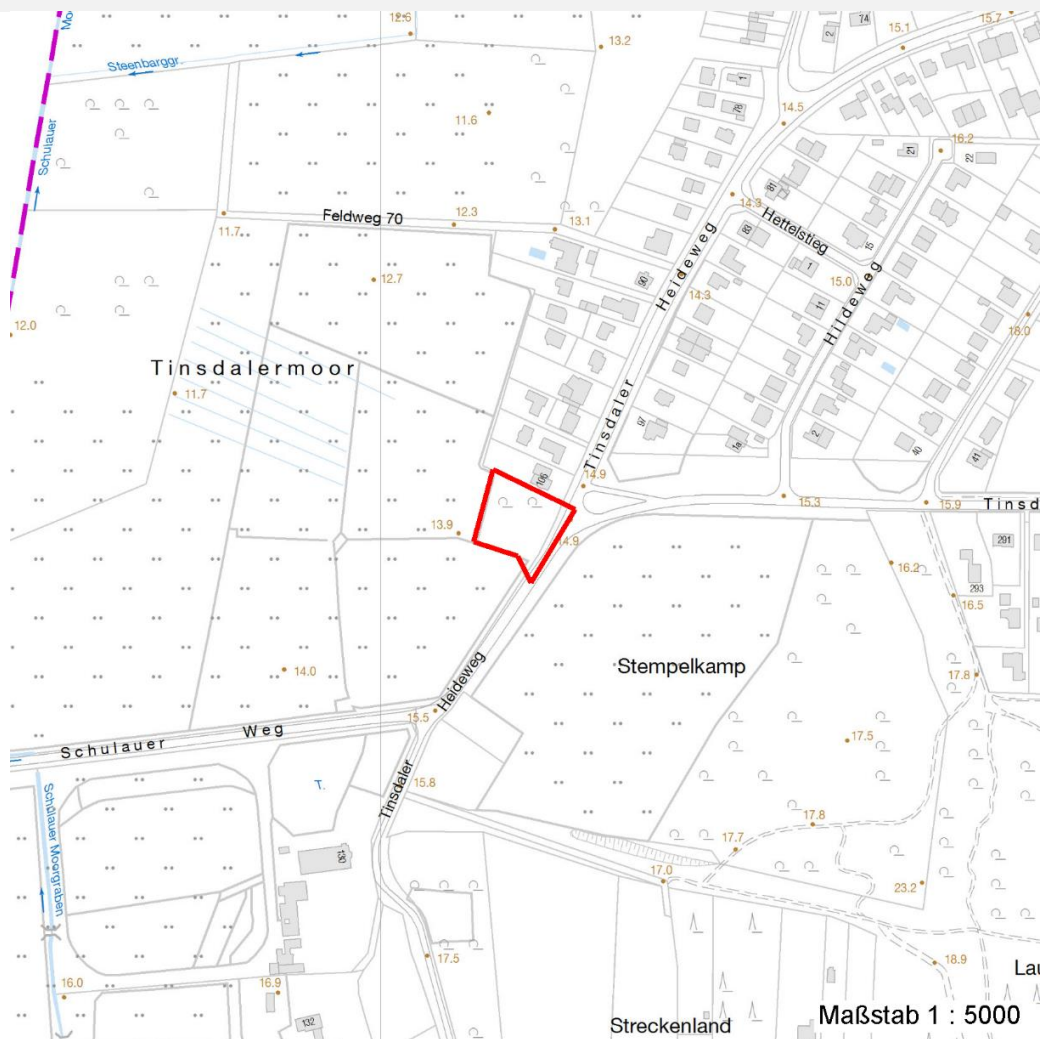 12.6
74
2
15.1
15.7
Mo
13.2
Steenbarggr.
1
78
11.6
14.5
16.2
21
22
Schulauer
81
14.3
Hettelstieg
Feldweg 70
12.3
13.1
11.7
83
15
1
15.0
12.7
90
Heideweg
14.3
11
Hildeweg
12.0
18.0
Tinsdalermoor
11.7
Tinsdaler
97
1a
2
40
41
106
14.9
15.3
15.9
Tinsd
13.9
14.9
291
16.2
293
16.5
Stempelkamp
14.0
Heideweg
17.8
15.5
Schulauer Weg
17.5
T.
Tinsdaler
15.8
Schulauer Moorgraben
17.8
130
17.7
17.0
23.2
17.5
18.9
Lau
16.0
16.9
132
Streckenland
Maßstab 1 : 5000